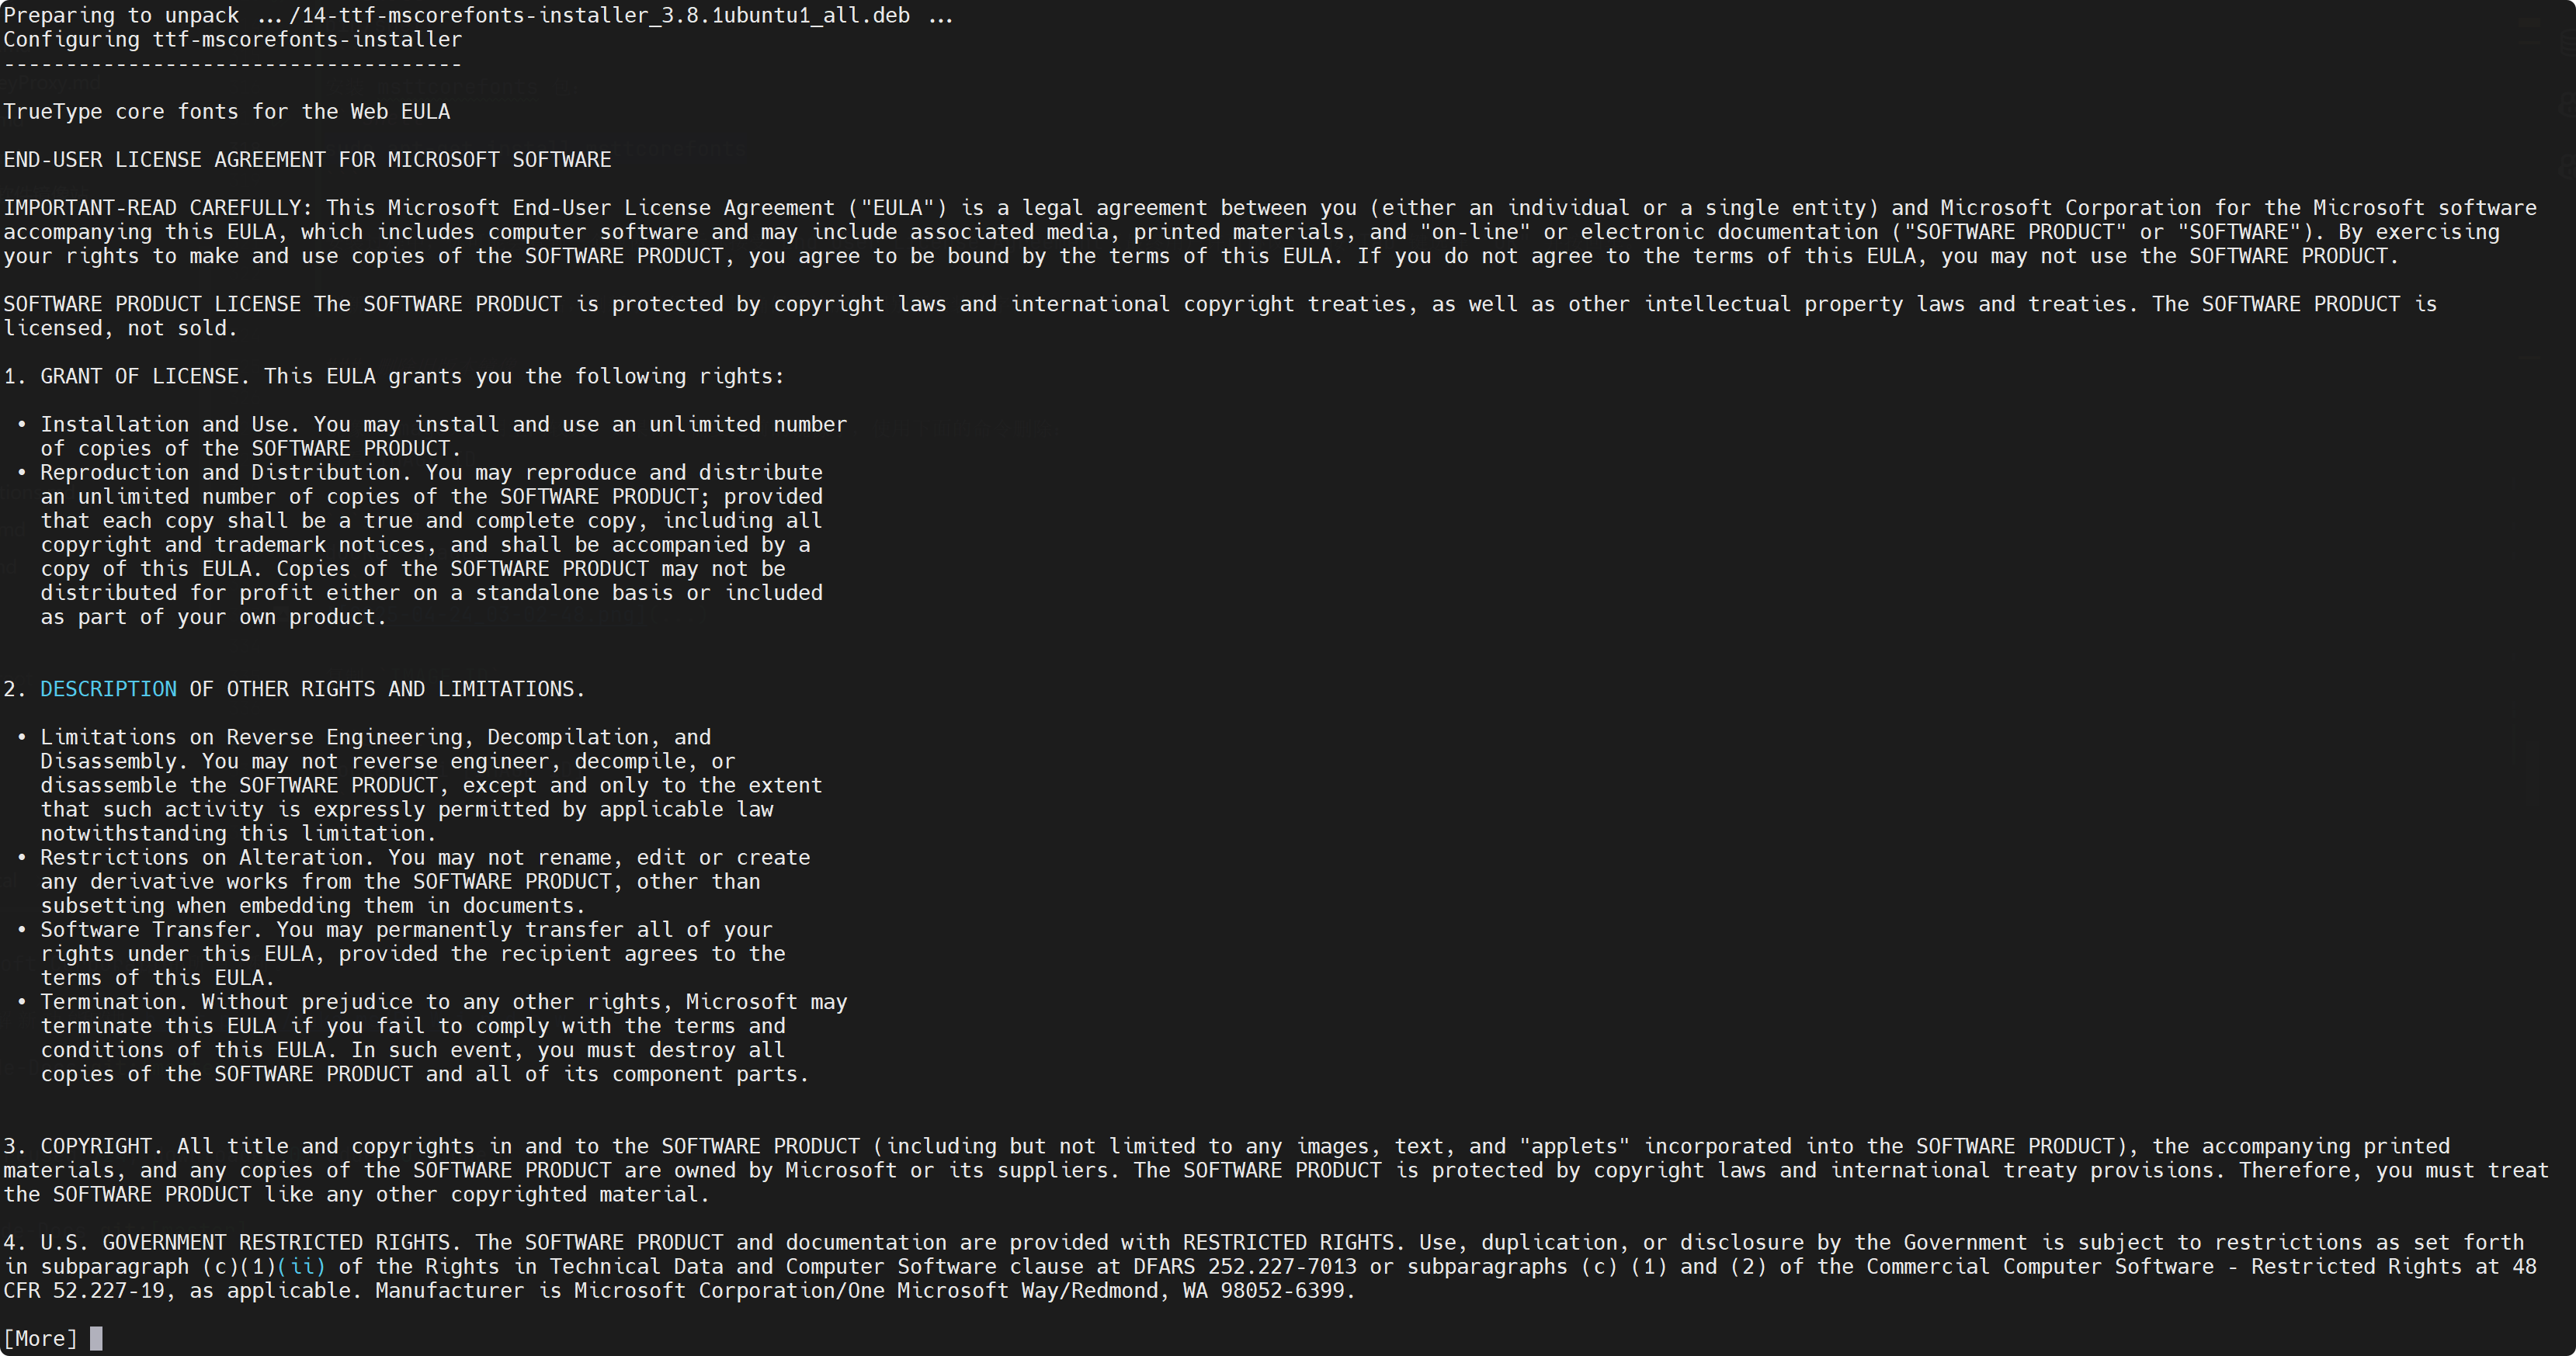 Preparing to unpack .../14-ttf-mscorefonts-installer_3.8.1ubuntu1_all.deb ...
Configuring ttf-mscorefonts-installer
-------------------------------------
TrueType core fonts for the Web EULA
END-USER LICENSE AGREEMENT FOR MICROSOFT SOFTWARE
IMPORTANT-READ CAREFULLY: This Microsoft End-User License Agreement ("EULA") is a legal agreement between you (either an individual or a single entity) and Microsoft Corporation for the Microsoft software
accompanying this EULA, which includes computer software and may include associated media, printed materials, and "on-line" or electronic documentation ("SOFTWARE PRODUCT" or "SOFTWARE"). By exercising
your rights to make and use copies of the SOFTWARE PRODUCT, you agree to be bound by the terms of this EULA. If you do not agree to the terms of this EULA, you may not use the SOFTWARE PRODUCT.
SOFTWARE PRODUCT LICENSE The SOFTWARE PRODUCT is protected by copyright laws and international copyright treaties, as well as other intellectual property laws and treaties. The SOFTWARE PRODUCT is
licensed, not sold.
1. GRANT OF LICENSE. This EULA grants you the following rights:
• Installation and Use. You may install and use an unlimited number
of copies of the SOFTWARE PRODUCT.
• Reproduction and Distribution. You may reproduce and distribute
an unlimited number of copies of the SOFTWARE PRODUCT; provided
that each copy shall be a true and complete copy, including all
copyright and trademark notices, and shall be accompanied by a
copy of this EULA. Copies of the SOFTWARE PRODUCT may not be
distributed for profit either on a standalone basis or included
as part of your own product.
2. DESCRIPTION OF OTHER RIGHTS AND LIMITATIONS.
• Limitations on Reverse Engineering, Decompilation, and
Disassembly. You may not reverse engineer, decompile, or
disassemble the SOFTWARE PRODUCT, except and only to the extent
that such activity is expressly permitted by applicable law
notwithstanding this limitation.
• Restrictions on Alteration. You may not rename, edit or create
any derivative works from the SOFTWARE PRODUCT, other than
subsetting when embedding them in documents.
• Software Transfer. You may permanently transfer all of your
rights under this EULA, provided the recipient agrees to the
terms of this EULA.
• Termination. Without prejudice to any other rights, Microsoft may
terminate this EULA if you fail to comply with the terms and
conditions of this EULA. In such event, you must destroy all
copies of the SOFTWARE PRODUCT and all of its component parts.
3. COPYRIGHT. All title and copyrights in and to the SOFTWARE PRODUCT (including but not limited to any images, text, and "applets" incorporated into the SOFTWARE PRODUCT), the accompanying printed
materials, and any copies of the SOFTWARE PRODUCT are owned by Microsoft or its suppliers. The SOFTWARE PRODUCT is protected by copyright laws and international treaty provisions. Therefore, you must treat
the SOFTWARE PRODUCT like any other copyrighted material.
4. U.S. GOVERNMENT RESTRICTED RIGHTS. The SOFTWARE PRODUCT and documentation are provided with RESTRICTED RIGHTS. Use, duplication, or disclosure by the Government is subject to restrictions as set forth
in subparagraph (c)(1)(ii) of the Rights in Technical Data and Computer Software clause at DFARS 252.227-7013 or subparagraphs (c) (1) and (2) of the Commercial Computer Software - Restricted Rights at 48
CFR 52.227-19, as applicable. Manufacturer is Microsoft Corporation/One Microsoft Way/Redmond, WA 98052-6399.
[More]